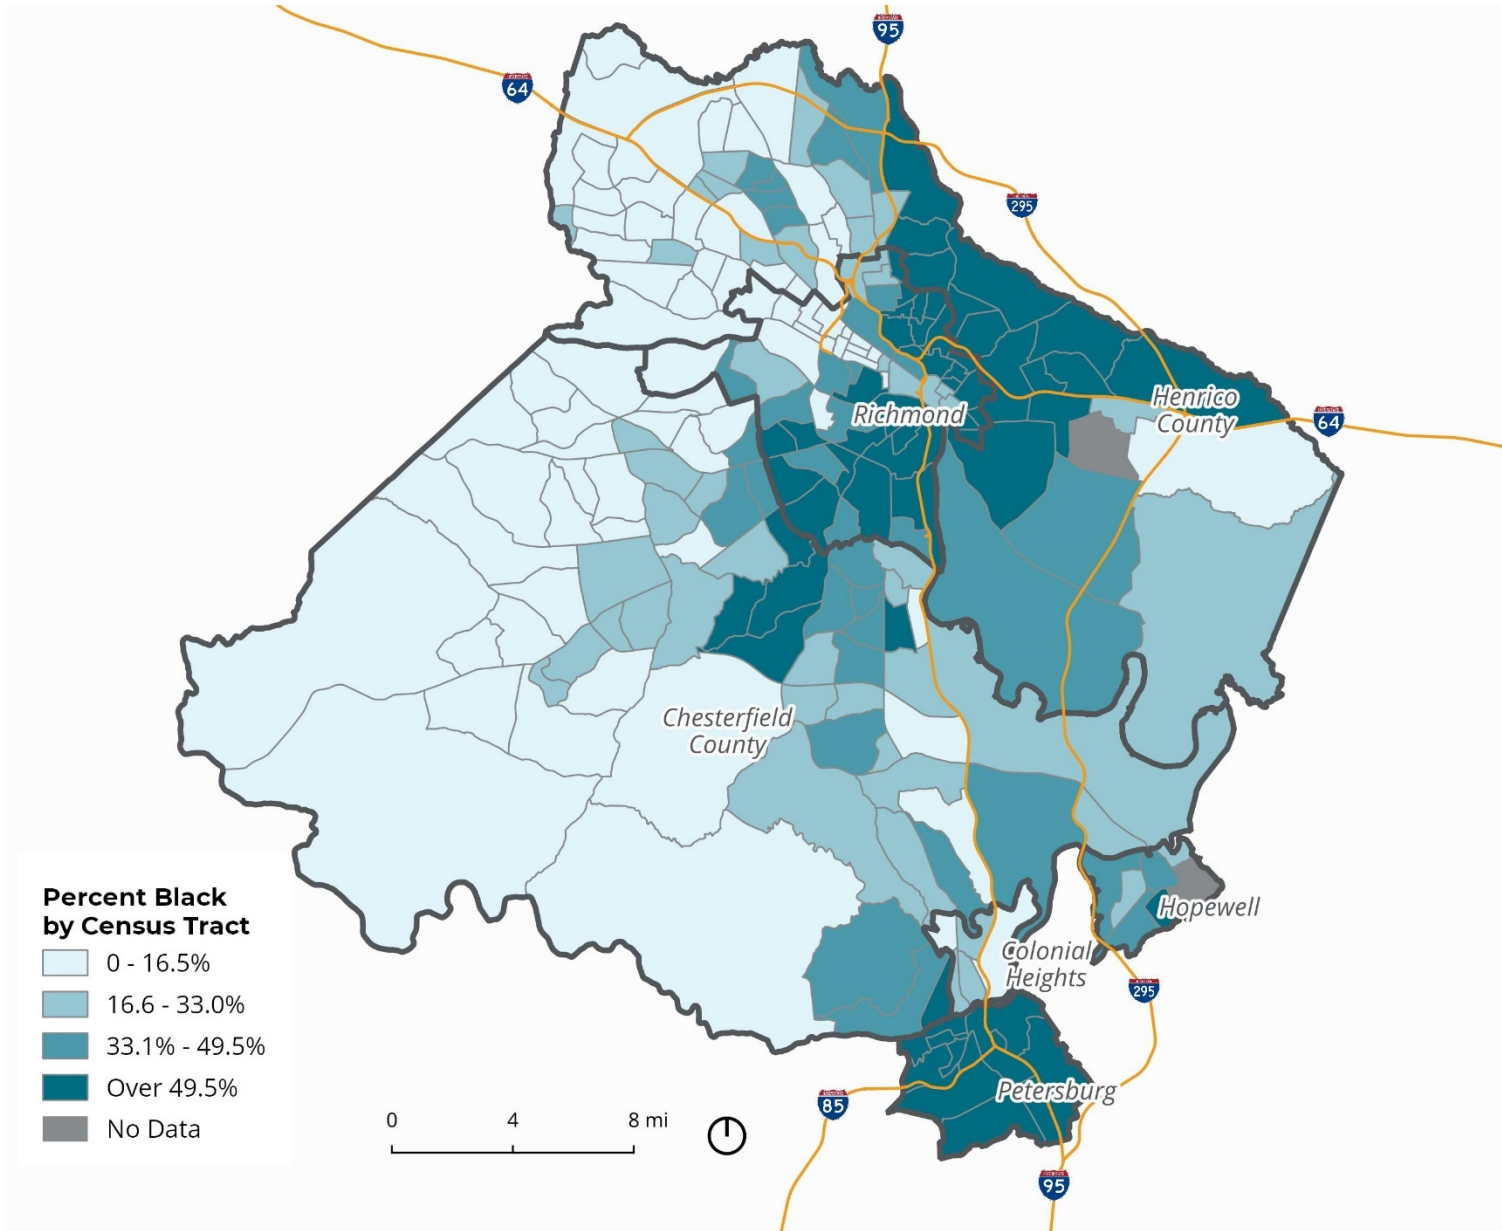 95
64
295
Henrico
County
64
Richmond
Chesterfield
County
Hopewell
Colonial
Heights
295
Petersburg
85
95
Percent Black
by Census Tract
0 - 16.5%
16.6 - 33.0%
33.1% - 49.5%
Over 49.5%
No Data
0 4 8 mi